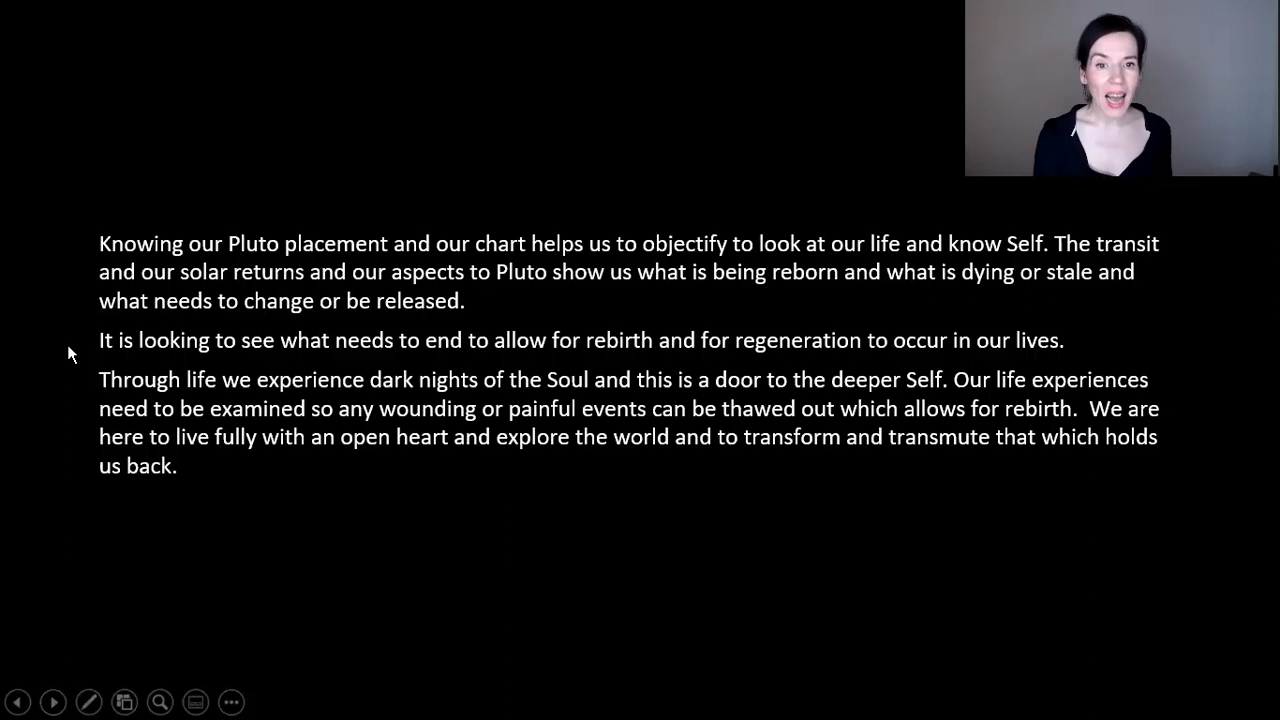 Knowing our Pluto placement and our chart helps us to objectify to look at our life and know Self. The transit
and our solar returns and our aspects to Pluto show us what is being reborn and what is dying or stale and
what needs to change or be released.
It is looking to see what needs to end to allow for rebirth and for regeneration to occur in our lives.
Through life we experience dark nights of the Soul and this is a door to the deeper Self. Our life experiences
need to be examined so any wounding or painful events can be thawed out which allows for rebirth.  We are
here to live fully with an open heart and explore the world and to transform and transmute that which holds
us back.